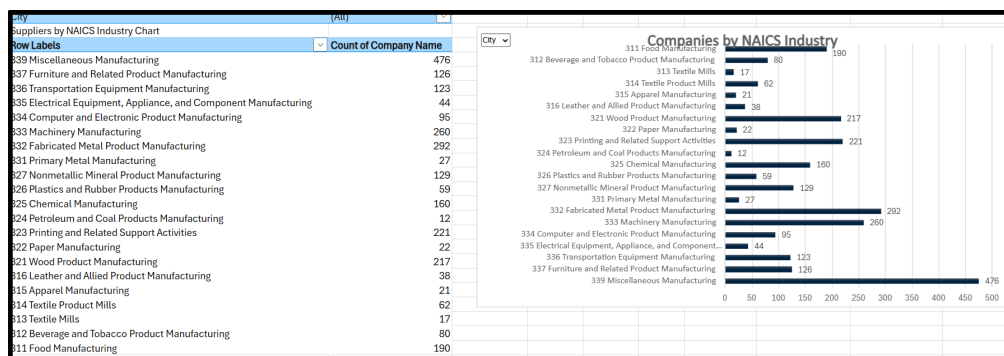 City (All)
Suppliers by NAICS Industry Chart
Row Labels Count of Company Name
339 Miscellaneous Manufacturing 476
337 Furniture and Related Product Manufacturing 126
336 Transportation Equipment Manufacturing 123
335 Electrical Equipment, Appliance, and Component Manufacturing 44
334 Computer and Electronic Product Manufacturing 95
333 Machinery Manufacturing 260
332 Fabricated Metal Product Manufacturing 292
331 Primary Metal Manufacturing 27
327 Nonmetallic Mineral Product Manufacturing 129
326 Plastics and Rubber Products Manufacturing 59
325 Chemical Manufacturing 160
324 Petroleum and Coal Products Manufacturing 12
323 Printing and Related Support Activities 221
322 Paper Manufacturing 22
321 Wood Product Manufacturing 217
316 Leather and Allied Product Manufacturing 38
315 Apparel Manufacturing 21
314 Textile Product Mills 62
313 Textile Mills 17
312 Beverage and Tobacco Product Manufacturing 80
311 Food Manufacturing 190
City
Companies by NAICS Industry
311 Food Manufacturing 190
312 Beverage and Tobacco Product Manufacturing 80
313 Textile Mills 17
314 Textile Product Mills 62
315 Apparel Manufacturing 21
316 Leather and Allied Product Manufacturing 38
321 Wood Product Manufacturing 217
322 Paper Manufacturing 22
323 Printing and Related Support Activities 221
324 Petroleum and Coal Products Manufacturing 12
325 Chemical Manufacturing 160
326 Plastics and Rubber Products Manufacturing 59
327 Nonmetallic Mineral Product Manufacturing 129
331 Primary Metal Manufacturing 27
332 Fabricated Metal Product Manufacturing 292
333 Machinery Manufacturing 260
334 Computer and Electronic Product Manufacturing 95
335 Electrical Equipment, Appliance, and Component... 44
336 Transportation Equipment Manufacturing 123
337 Furniture and Related Product Manufacturing 126
339 Miscellaneous Manufacturing 476
0 50 100 150 200 250 300 350 400 450 500